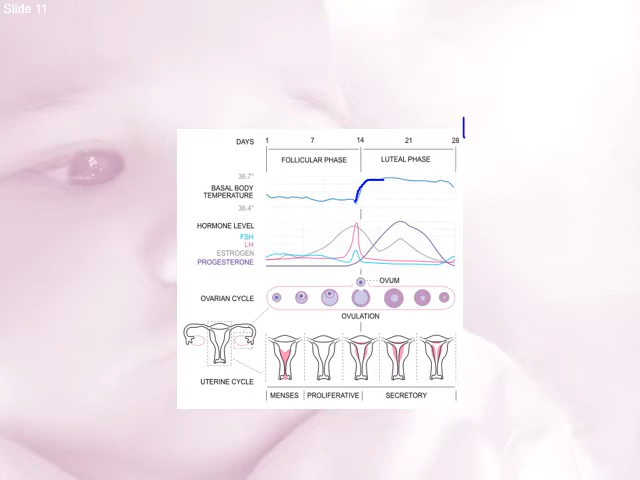 Slide 11
DAYS 1 7 14 21 28
FOLLICULAR PHASE LUTEAL PHASE
36.7°
BASAL BODY
TEMPERATURE
36.4°
HORMONE LEVEL
FSH
LH
ESTROGEN
PROGESTERONE
OVUM
OVARIAN CYCLE
OVULATION
UTERINE CYCLE
MENSES PROLIFERATIVE SECRETORY